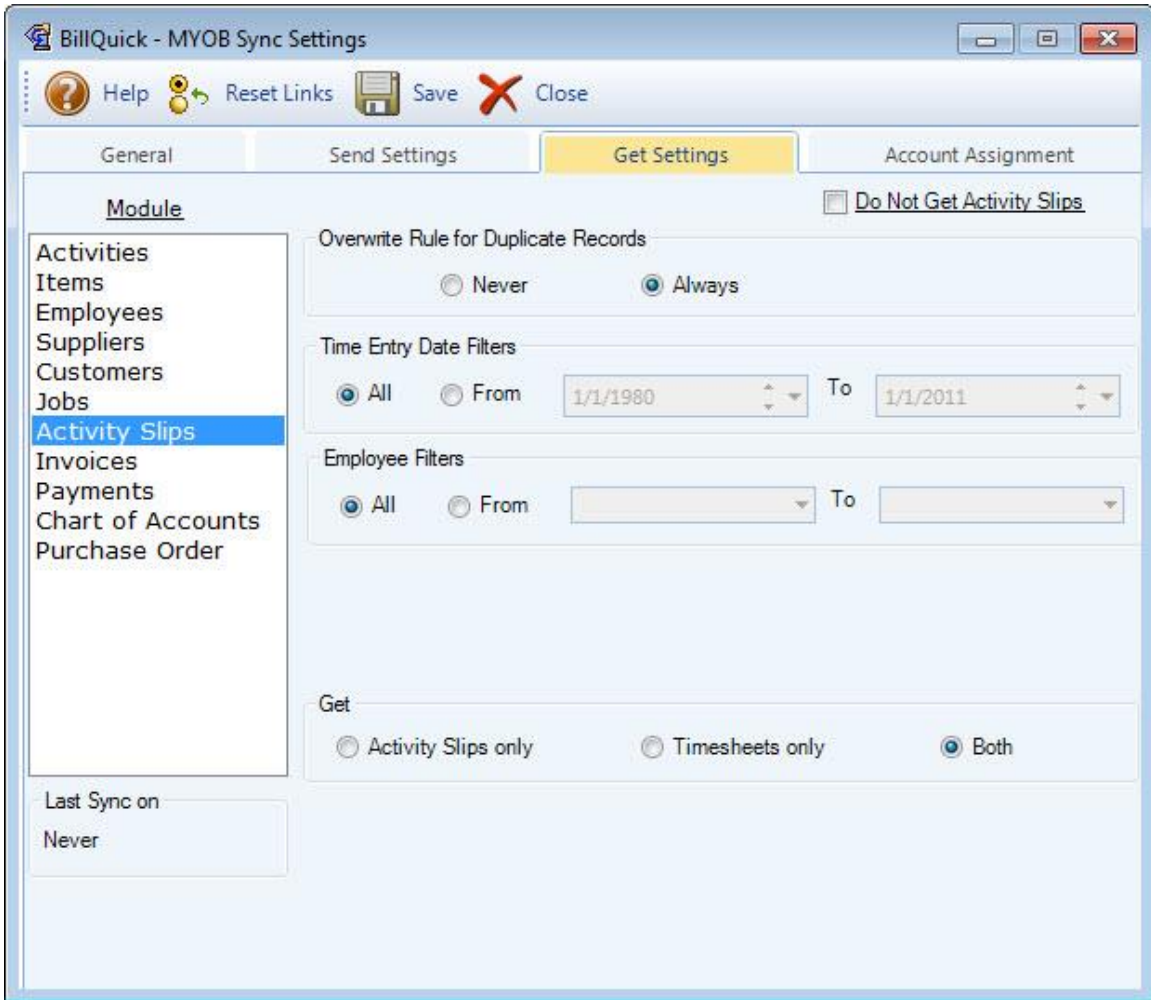 BillQuick - MYOB Sync Settings
Help Reset Links Save Close
General Send Settings Get Settings Account Assignment
Module
Do Not Get Activity Slips
Activities
Items
Employees
Suppliers
Customers
Jobs
Activity Slips
Invoices
Payments
Chart of Accounts
Purchase Order
Last Sync on
Never
Overwrite Rule for Duplicate Records
Never Always
Time Entry Date Filters
All From 1/1/1980 To 1/1/2011
Employee Filters
All From To
Get
Activity Slips only Timesheets only Both